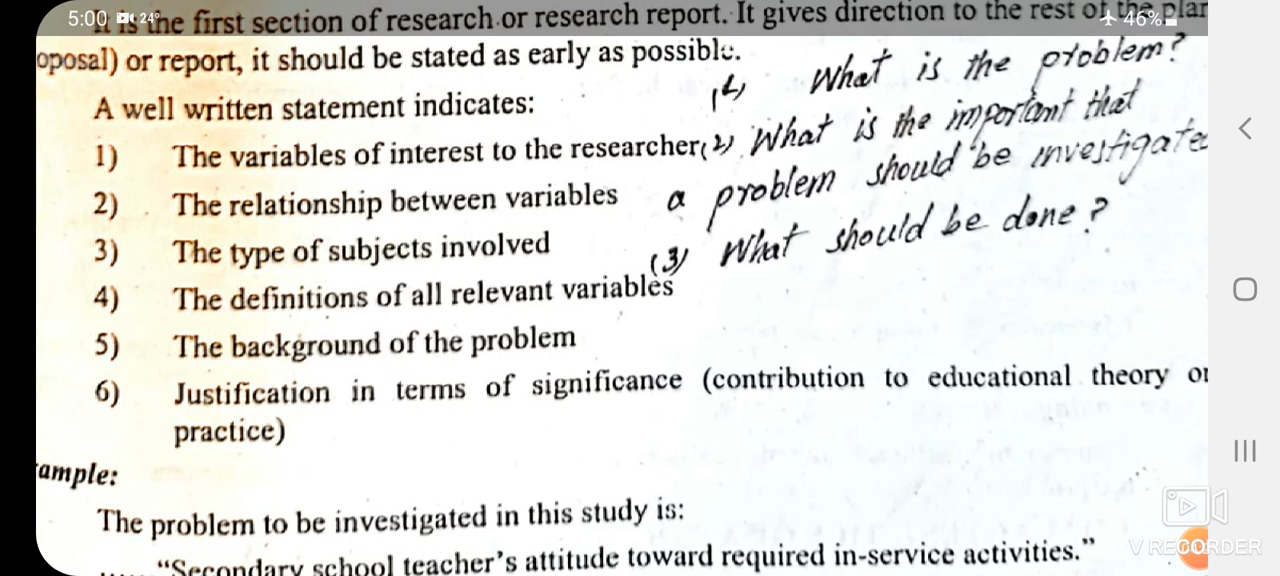 5:00 24° 46%
It is the first section of research or research report. It gives direction to the rest of the plan
oposal) or report, it should be stated as early as possible.
A well written statement indicates:
(1) What is the problem?
1) The variables of interest to the researcher (2) What is the important that
2) The relationship between variables a problem should be investigate
3) The type of subjects involved (3) What should be done?
4) The definitions of all relevant variables
5) The background of the problem
6) Justification in terms of significance (contribution to educational theory or
practice)
ample:
The problem to be investigated in this study is:
"Secondary school teacher's attitude toward required in-service activities."
V RECORDER